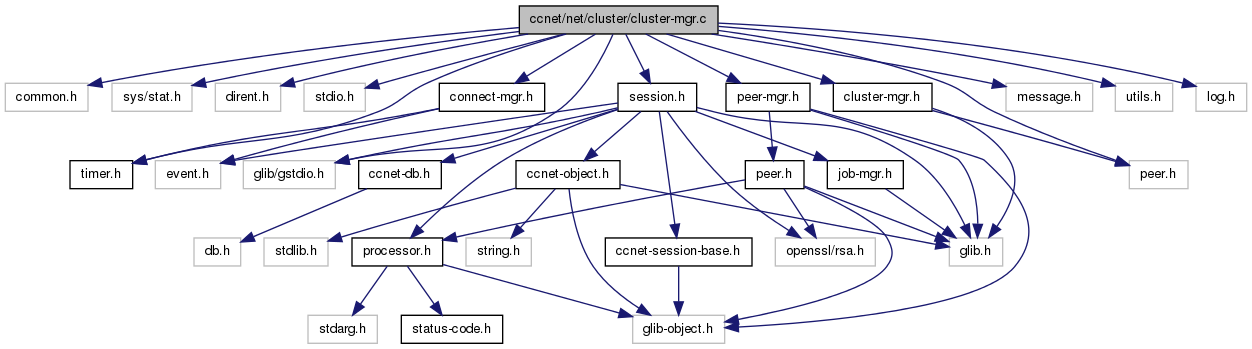 ccnet/net/cluster/cluster-mgr.c
common.h
sys/stat.h
dirent.h
stdio.h
connect-mgr.h
session.h
peer-mgr.h
cluster-mgr.h
message.h
utils.h
log.h
timer.h
event.h
glib/gstdio.h
ccnet-db.h
ccnet-object.h
peer.h
job-mgr.h
peer.h
db.h
stdlib.h
processor.h
string.h
ccnet-session-base.h
openssl/rsa.h
glib.h
stdarg.h
status-code.h
glib-object.h